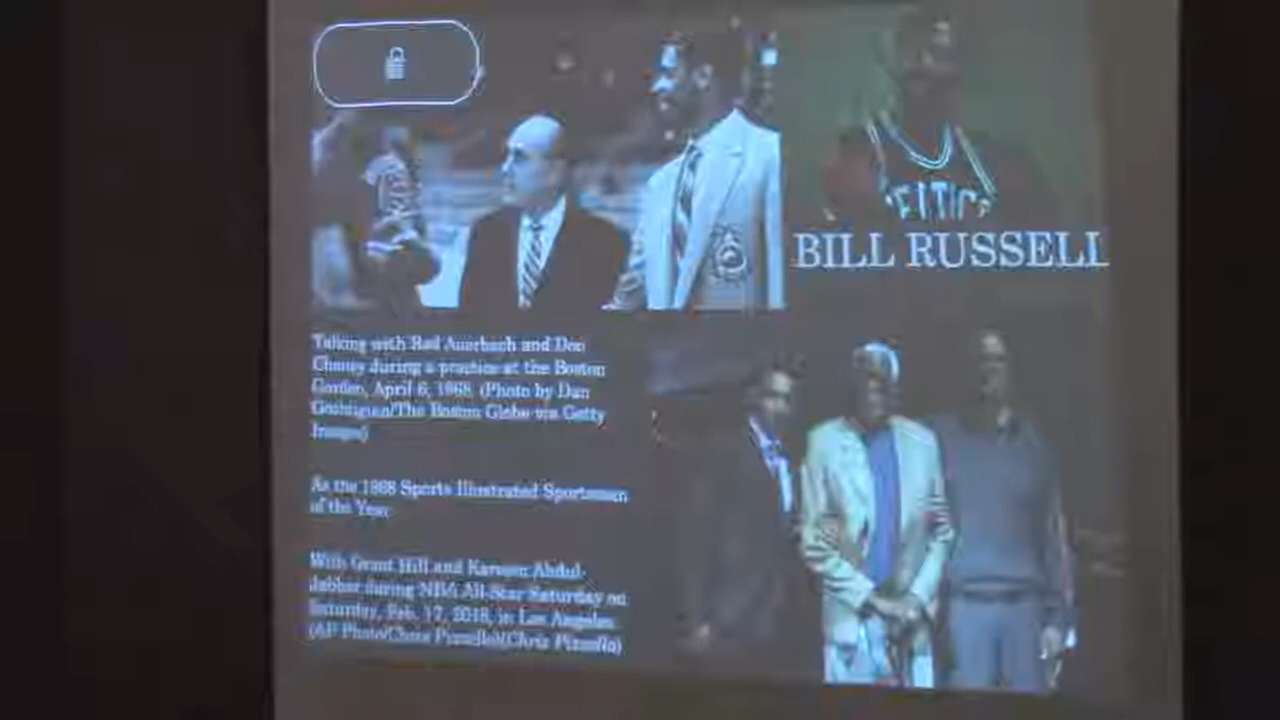 CELTICS
BILL RUSSELL
Talking with Red Auerbach and Don
Chaney during a practice at the Boston
Garden, April 6, 1968. (Photo by Dan
Goshtigian/The Boston Globe via Getty
Images)
As the 1968 Sports Illustrated Sportsman
of the Year
With Grant Hill and Kareem Abdul-
Jabbar during NBA All-Star Saturday on
Saturday, Feb. 17, 2018, in Los Angeles.
(AP Photo/Chris Pizzello)(Chris Pizzello)